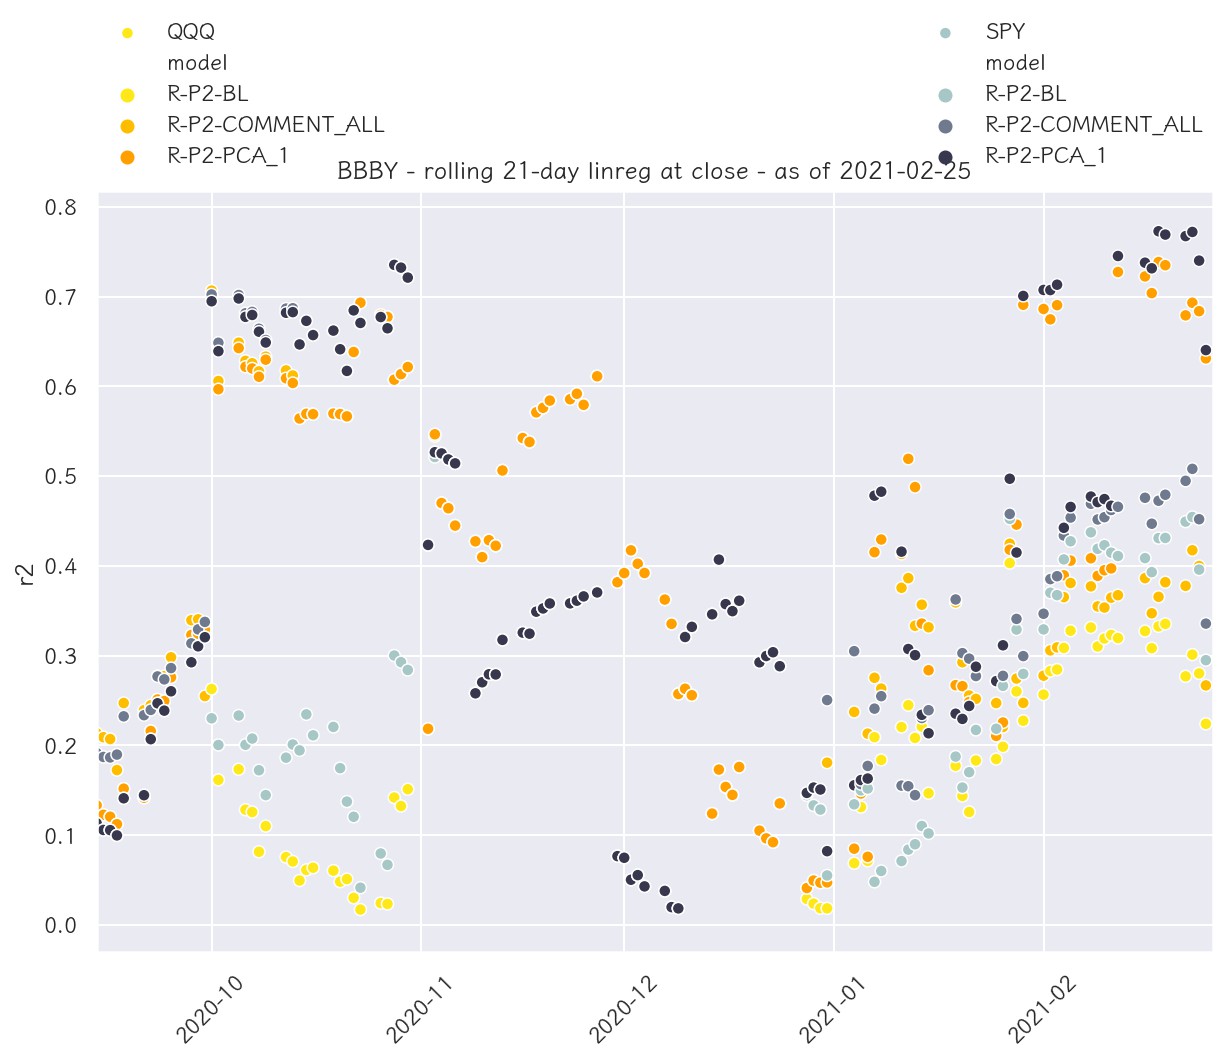 QQQ
model
R-P2-BL
R-P2-COMMENT_ALL
R-P2-PCA_1
SPY
model
R-P2-BL
R-P2-COMMENT_ALL
R-P2-PCA_1
BBBY - rolling 21-day linreg at close - as of 2021-02-25
r2
0.8
0.7
0.6
0.5
0.4
0.3
0.2
0.1
0.0
2020-10
2020-11
2020-12
2021-01
2021-02